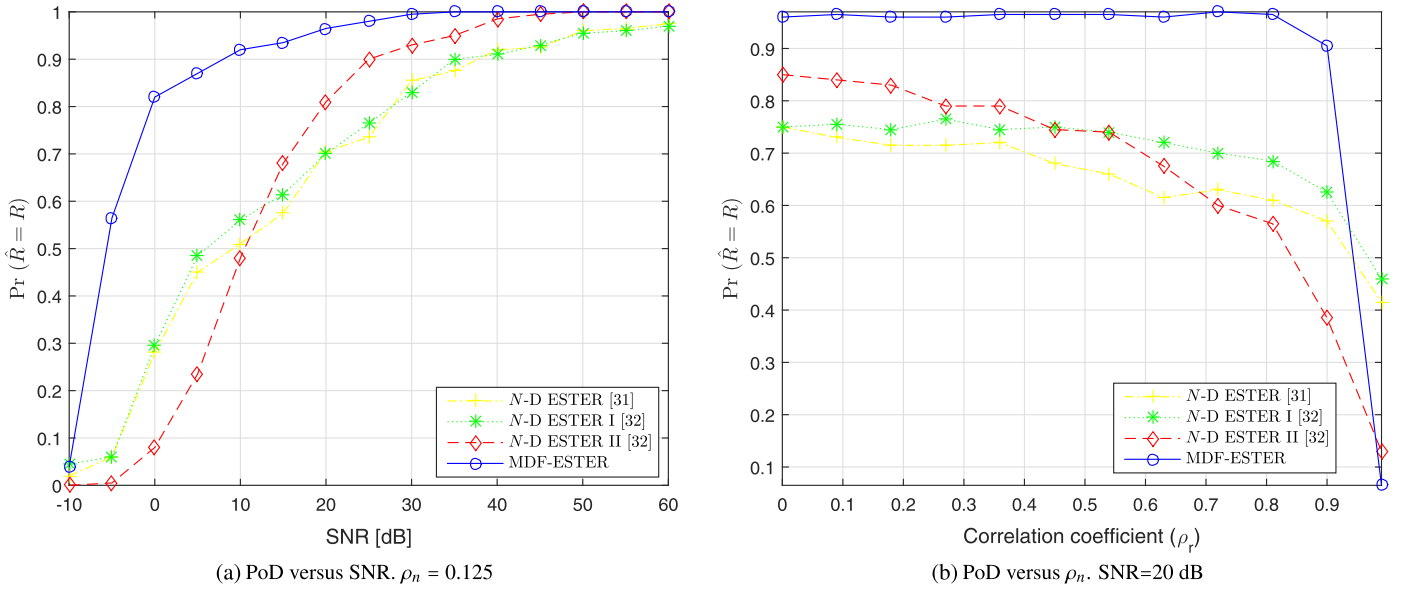 1
0.9
0.8
0.7
0.6
0.5
0.4
0.3
0.2
0.1
0
Pr (R̂ = R)
-10 0 10 20 30 40 50 60
SNR [dB]
N-D ESTER [31]
N-D ESTER I [32]
N-D ESTER II [32]
MDF-ESTER
(a) PoD versus SNR. ρₙ = 0.125
0.9
0.8
0.7
0.6
0.5
0.4
0.3
0.2
0.1
Pr (R̂ = R)
0 0.1 0.2 0.3 0.4 0.5 0.6 0.7 0.8 0.9
Correlation coefficient (ρᵣ)
N-D ESTER [31]
N-D ESTER I [32]
N-D ESTER II [32]
MDF-ESTER
(b) PoD versus ρₙ. SNR=20 dB